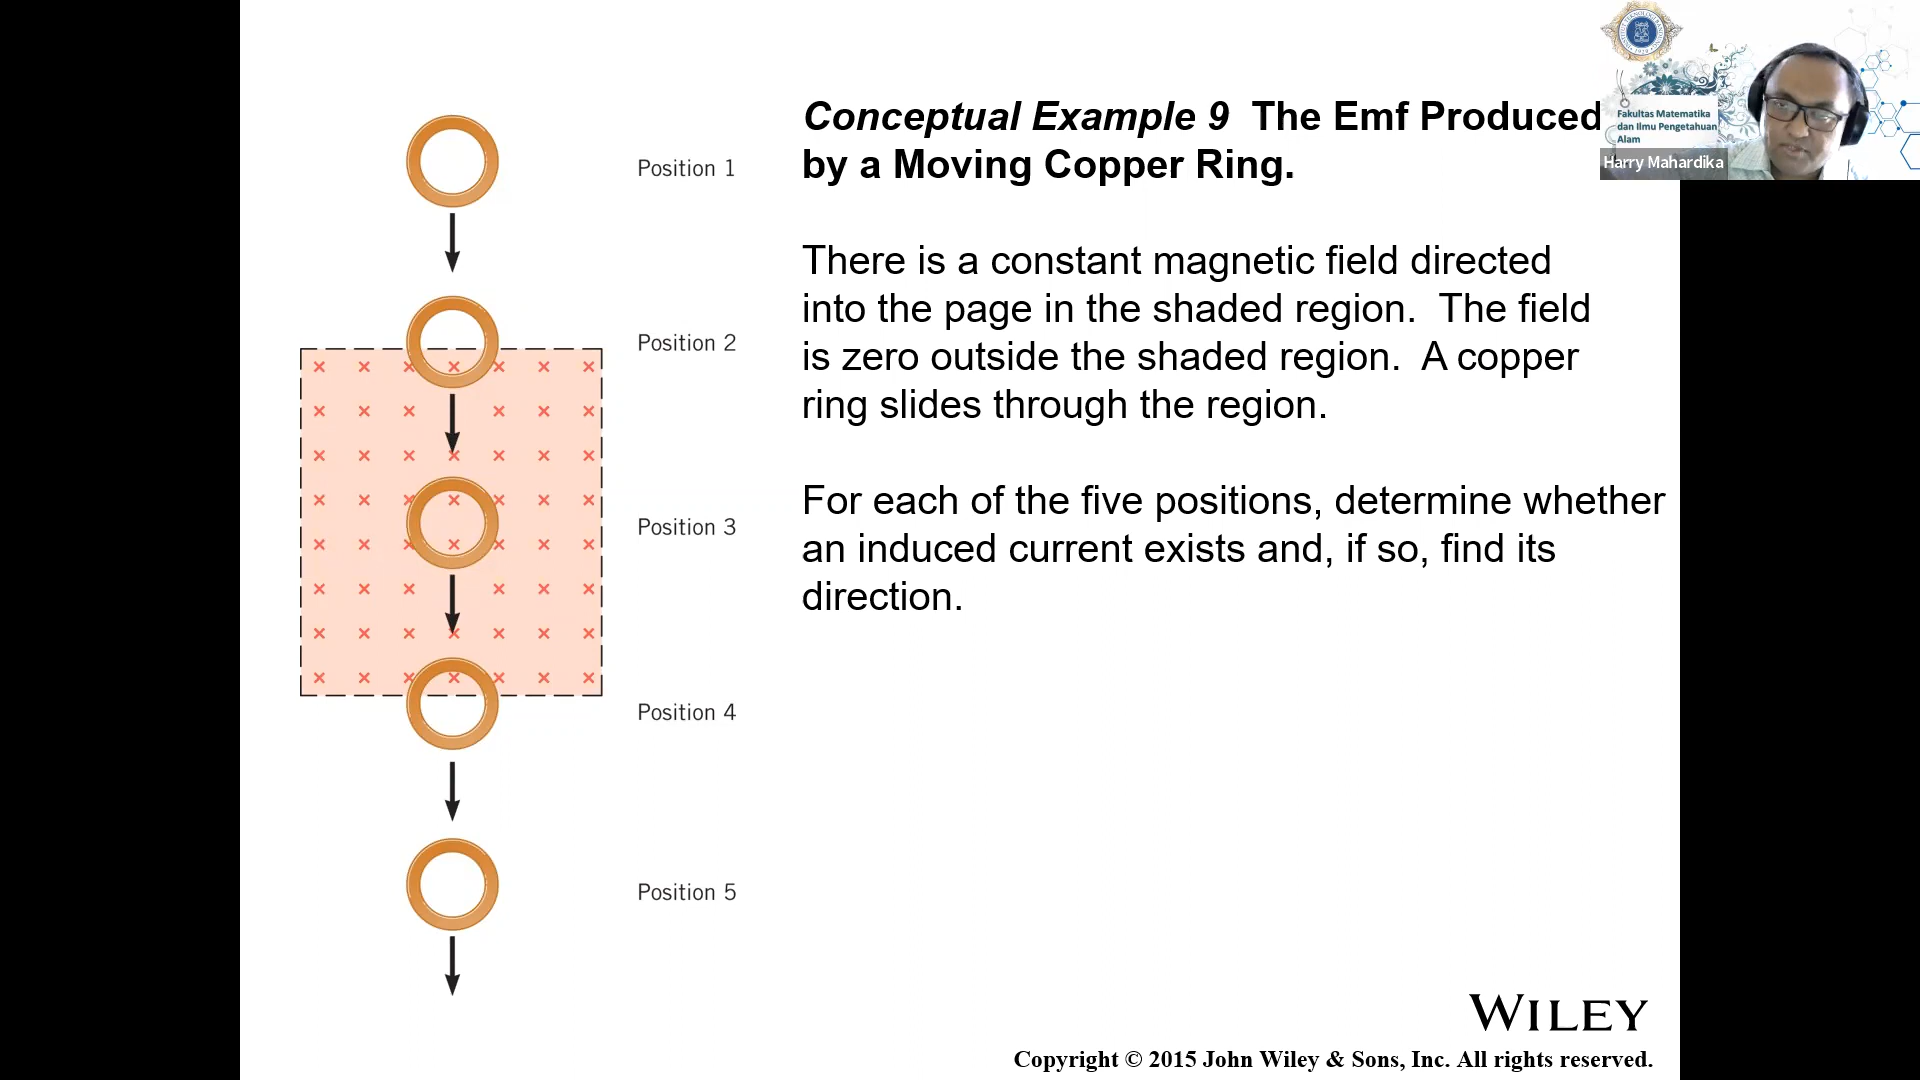 Conceptual Example 9 The Emf Produced
by a Moving Copper Ring.
There is a constant magnetic field directed
into the page in the shaded region. The field
is zero outside the shaded region. A copper
ring slides through the region.
For each of the five positions, determine whether
an induced current exists and, if so, find its
direction.
Position 1
Position 2
Position 3
Position 4
Position 5
WILEY
Copyright © 2015 John Wiley & Sons, Inc. All rights reserved.
Fakultas Matematika
dan Ilmu Pengetahuan
Alam
Harry Mahardika